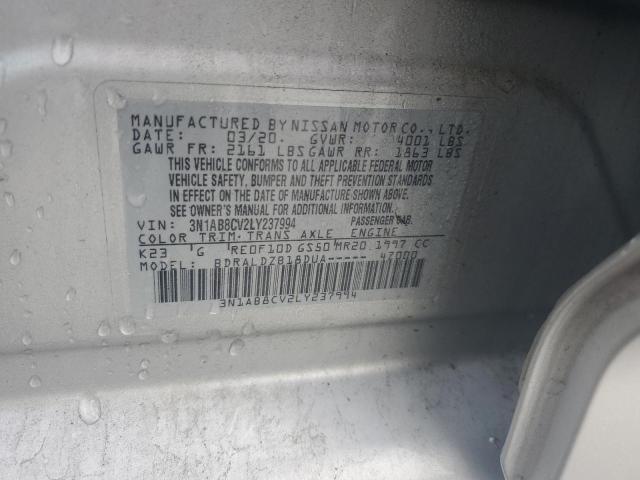 MANUFACTURED BY NISSAN MOTOR CO., LTD.
DATE: 03/20. GVWR: 4001 LBS
GAWR FR: 2161 LBS GAWR RR: 1863 LBS
THIS VEHICLE CONFORMS TO ALL APPLICABLE FEDERAL MOTOR
VEHICLE SAFETY, BUMPER AND THEFT PREVENTION STANDARDS
IN EFFECT ON THE DATE OF MANUFACTURE SHOWN ABOVE.
SEE OWNER'S MANUAL FOR ADDITIONAL INFORMATION.
VIN: 3N1AB8CV2LY237994 PASSENGER CAR.
COLOR TRIM. TRANS AXLE ENGINE
K23 G RE0F10D GS50 MR20 1997 CC
MODEL: BDRALDZB18DUA----- 47000
3N1AB8CV2LY237994